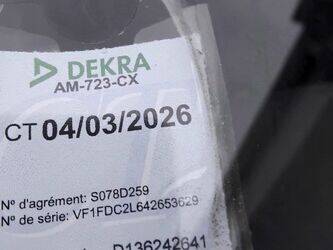 DEKRA
AM-723-CX
CT 04/03/2026
N° d'agrément: S078D259
N° de série: VF1FDC2L642653629
D136242641